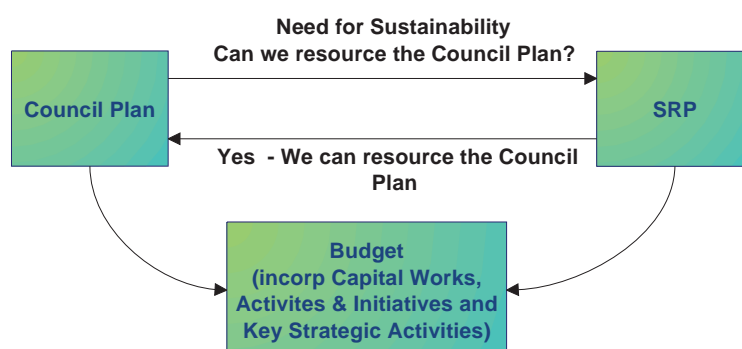 Need for Sustainability
Can we resource the Council Plan?
Council Plan
SRP
Yes  - We can resource the Council
Plan
Budget
(incorp Capital Works,
Activites & Initiatives and
Key Strategic Activities)